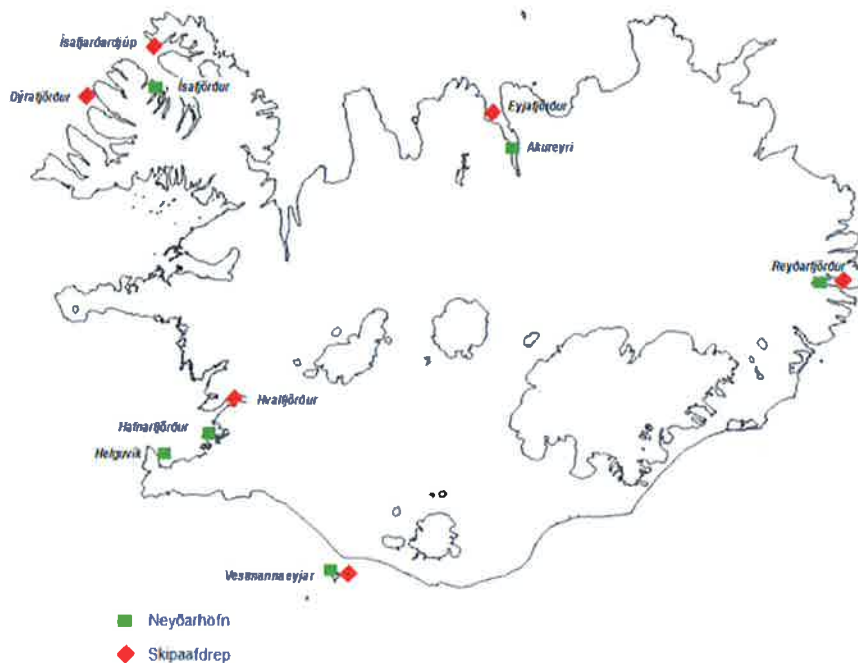 Ísafjarðardjúp
Dýrafjörður
Ísafjörður
Eyjafjörður
Akureyri
Reyðarfjörður
Hvalfjörður
Hafnarfjörður
Helguvík
Vestmannaeyjar
Neyðarhöfn
Skipaafdrep